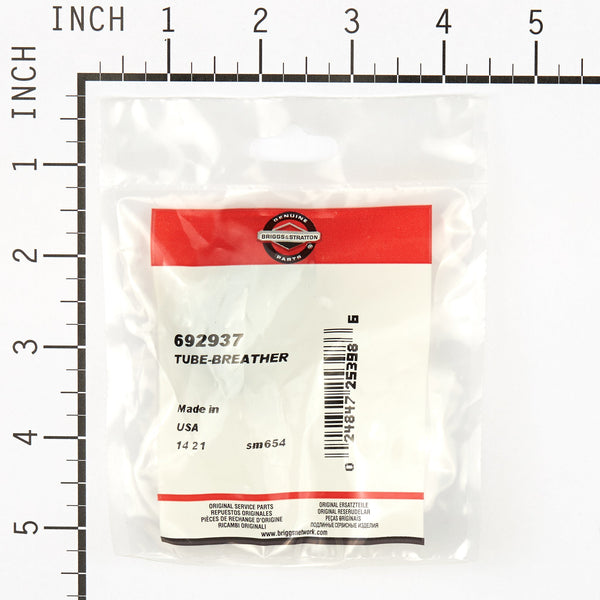 INCH 1 2 3 4 5
INCH
1
2
3
4
5
GENUINE
BRIGGS & STRATTON
®
PARTS
692937
TUBE-BREATHER
Made in
USA
14 21 sm654
0 24847 25398 6
ORIGINAL SERVICE PARTS
REPUESTOS ORIGINALES
PIÈCES DE RECHANGE D'ORIGINE
RICAMBI ORIGINALI
ORIGINAL ERSATZTEILE
ORIGINAL RESERUDELAR
PEÇAS ORIGINAIS
ПОДЛИННЫЕ СЕРВИСНЫЕ ИЗДЕЛИЯ
www.briggsnetwork.com